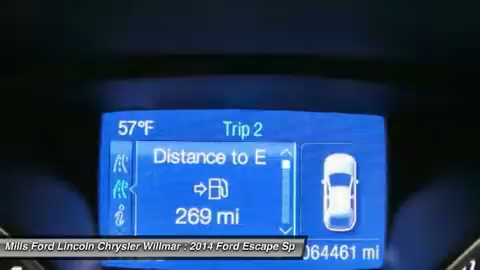 57°F Trip 2
Distance to E
269 mi
064461 mi
Mills Ford Lincoln Chrysler Willmar : 2014 Ford Escape Sp